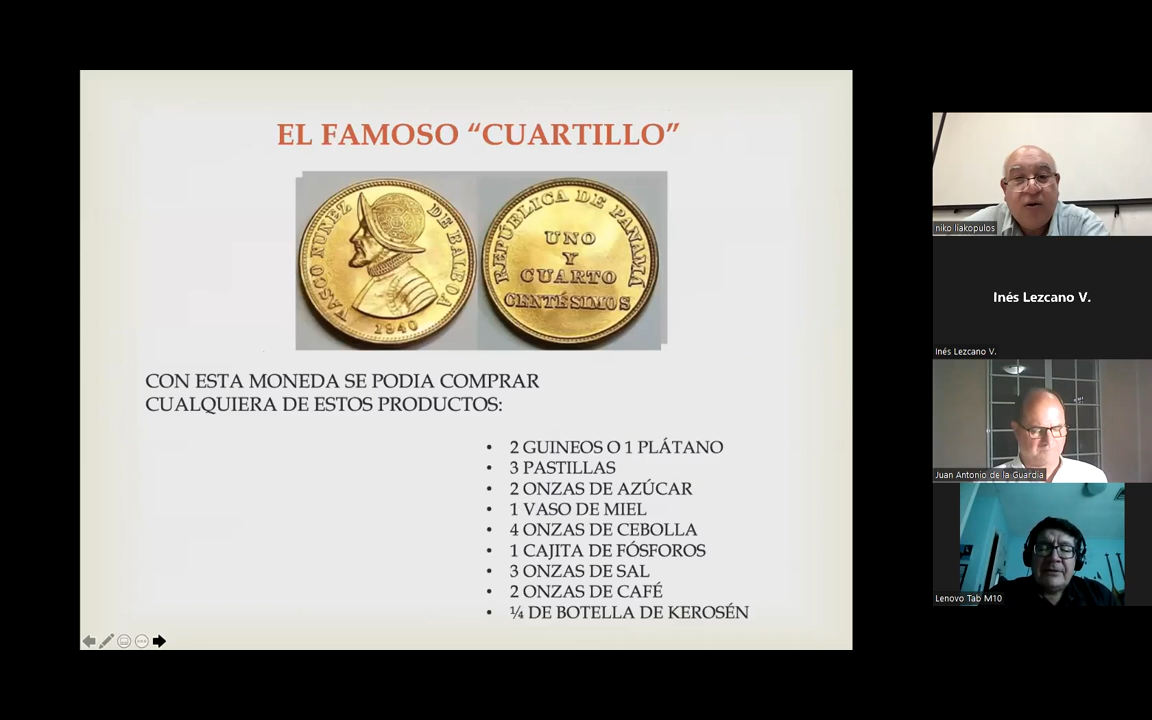 EL FAMOSO “CUARTILLO”
VASCO NUÑEZ DE BALBOA
1940
REPÚBLICA DE PANAMÁ
UNO
Y
CUARTO
CENTÉSIMOS
CON ESTA MONEDA SE PODIA COMPRAR
CUALQUIERA DE ESTOS PRODUCTOS:
• 2 GUINEOS O 1 PLÁTANO
• 3 PASTILLAS
• 2 ONZAS DE AZÚCAR
• 1 VASO DE MIEL
• 4 ONZAS DE CEBOLLA
• 1 CAJITA DE FÓSFOROS
• 3 ONZAS DE SAL
• 2 ONZAS DE CAFÉ
• ¼ DE BOTELLA DE KEROSÉN
niko liakopulos
Inés Lezcano V.
Inés Lezcano V.
Juan Antonio de la Guardia
Lenovo Tab M10